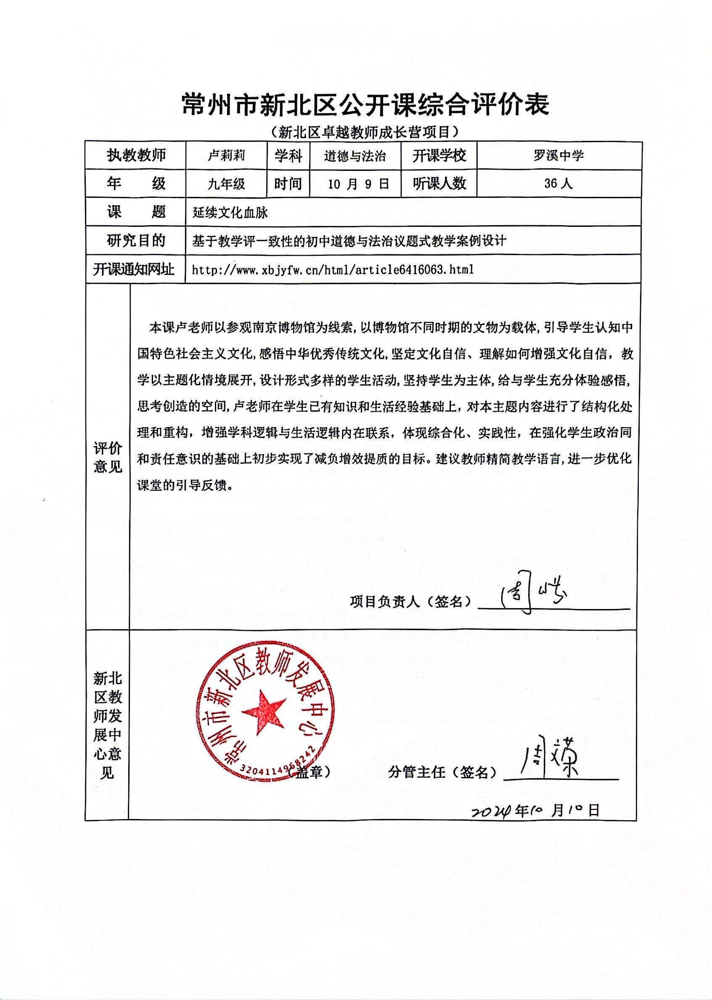 常州市新北区公开课综合评价表
（新北区卓越教师成长营项目）
执教教师 卢莉莉 学科 道德与法治 开课学校 罗溪中学
年 级 九年级 时间 10 月 9 日 听课人数 36 人
课 题 延续文化血脉
研究目的 基于教学评一致性的初中道德与法治议题式教学案例设计
开课通知网址 http://www.xbjyfw.cn/html/article6416063.html
评价
意见
本课卢老师以参观南京博物馆为线索,以博物馆不同时期的文物为载体,引导学生认知中
国特色社会主义文化,感悟中华优秀传统文化,坚定文化自信、理解如何增强文化自信，教
学以主题化情境展开,设计形式多样的学生活动,坚持学生为主体,给与学生充分体验感悟,
思考创造的空间,卢老师在学生已有知识和生活经验基础上，对本主题内容进行了结构化处
理和重构，增强学科逻辑与生活逻辑内在联系，体现综合化、实践性，在强化学生政治同
和责任意识的基础上初步实现了减负增效提质的目标。建议教师精简教学语言,进一步优化
课堂的引导反馈。
项目负责人（签名） 周
新北
区教
师发
展中
心意
见
常州市新北区教师发展中心
3204114968242
（盖章） 分管主任（签名） 周
2024年10月10日